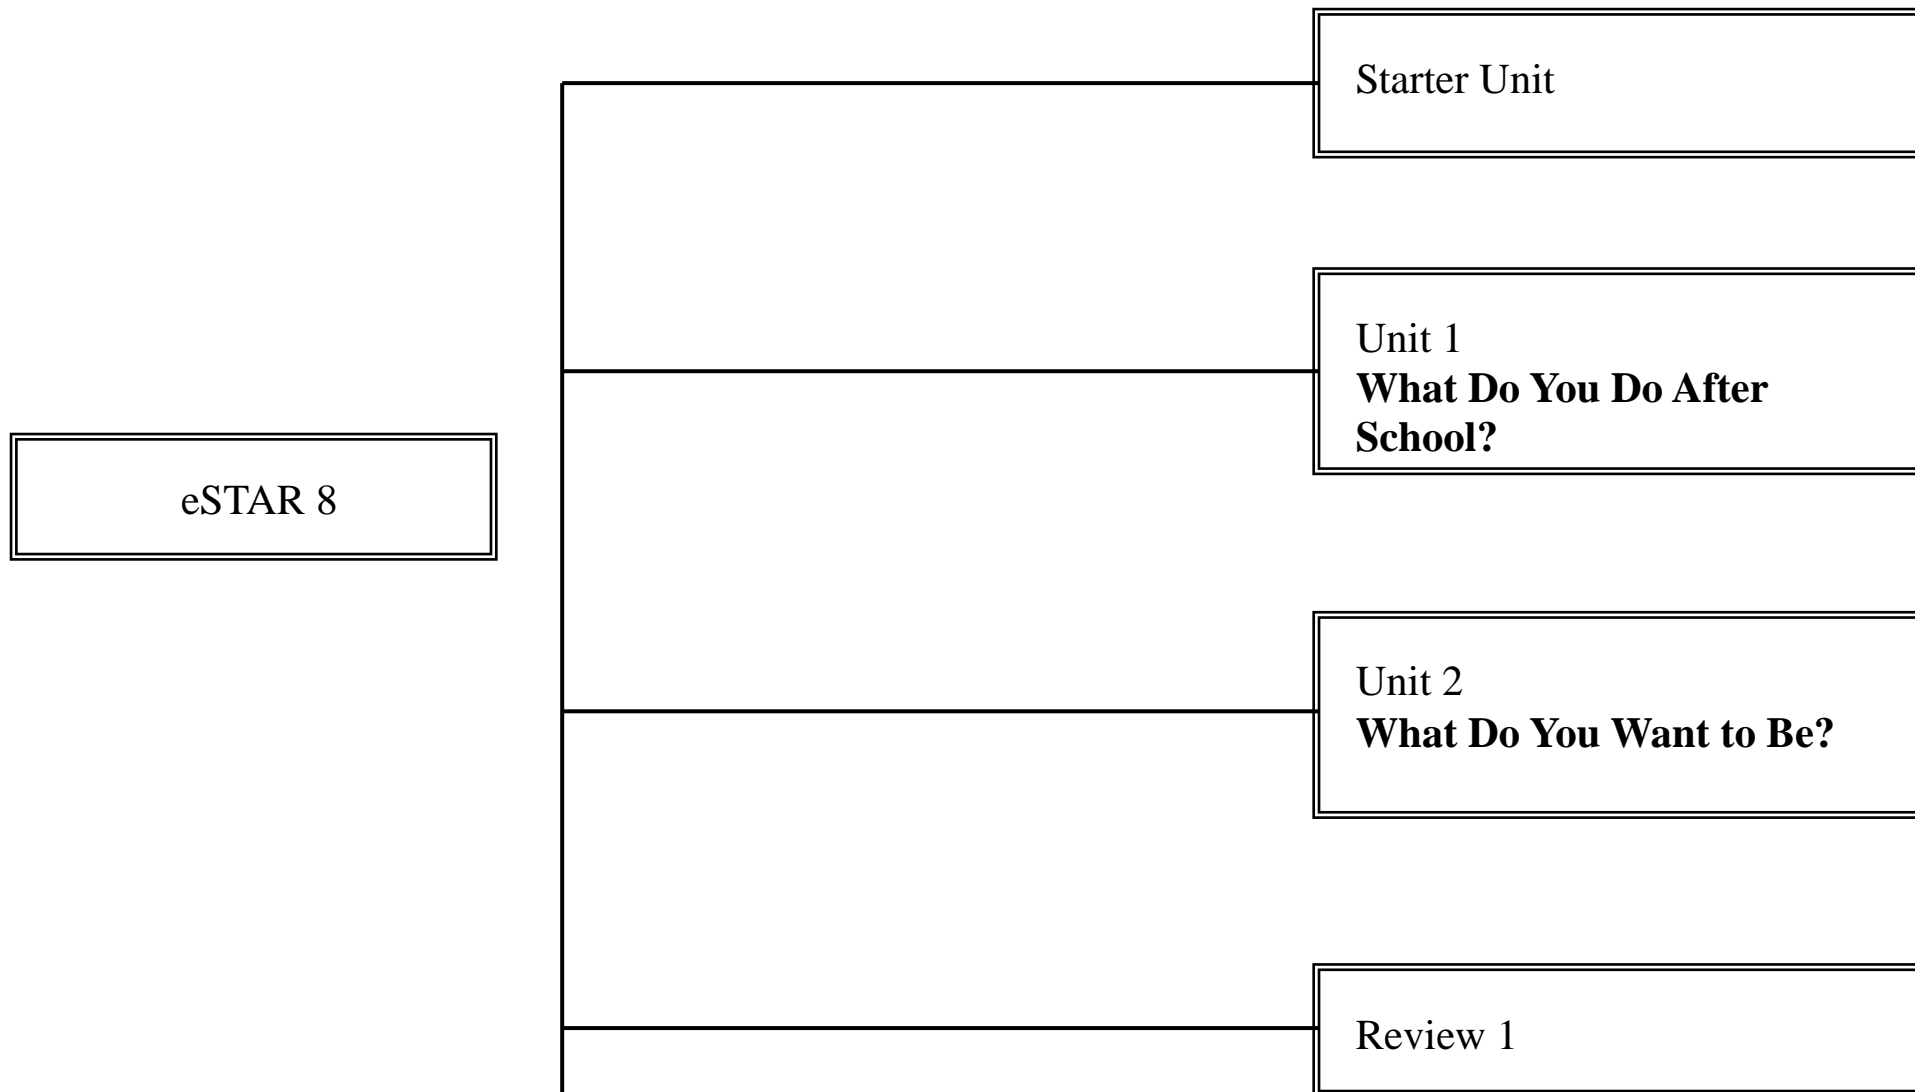 Starter Unit
Unit 1
What Do You Do After
School?
eSTAR 8
Unit 2
What Do You Want to Be?
Review 1